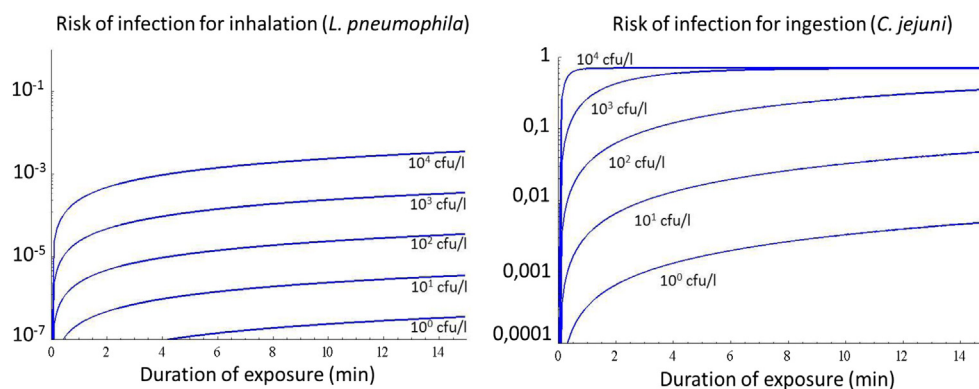 Risk of infection for inhalation (L. pneumophila)
10⁻¹
10⁻³
10⁻⁵
10⁻⁷
10⁴ cfu/l
10³ cfu/l
10² cfu/l
10¹ cfu/l
10⁰ cfu/l
0 2 4 6 8 10 12 14
Duration of exposure (min)
Risk of infection for ingestion (C. jejuni)
1
0,1
0,01
0,001
0,0001
10⁴ cfu/l
10³ cfu/l
10² cfu/l
10¹ cfu/l
10⁰ cfu/l
0 2 4 6 8 10 12 14
Duration of exposure (min)